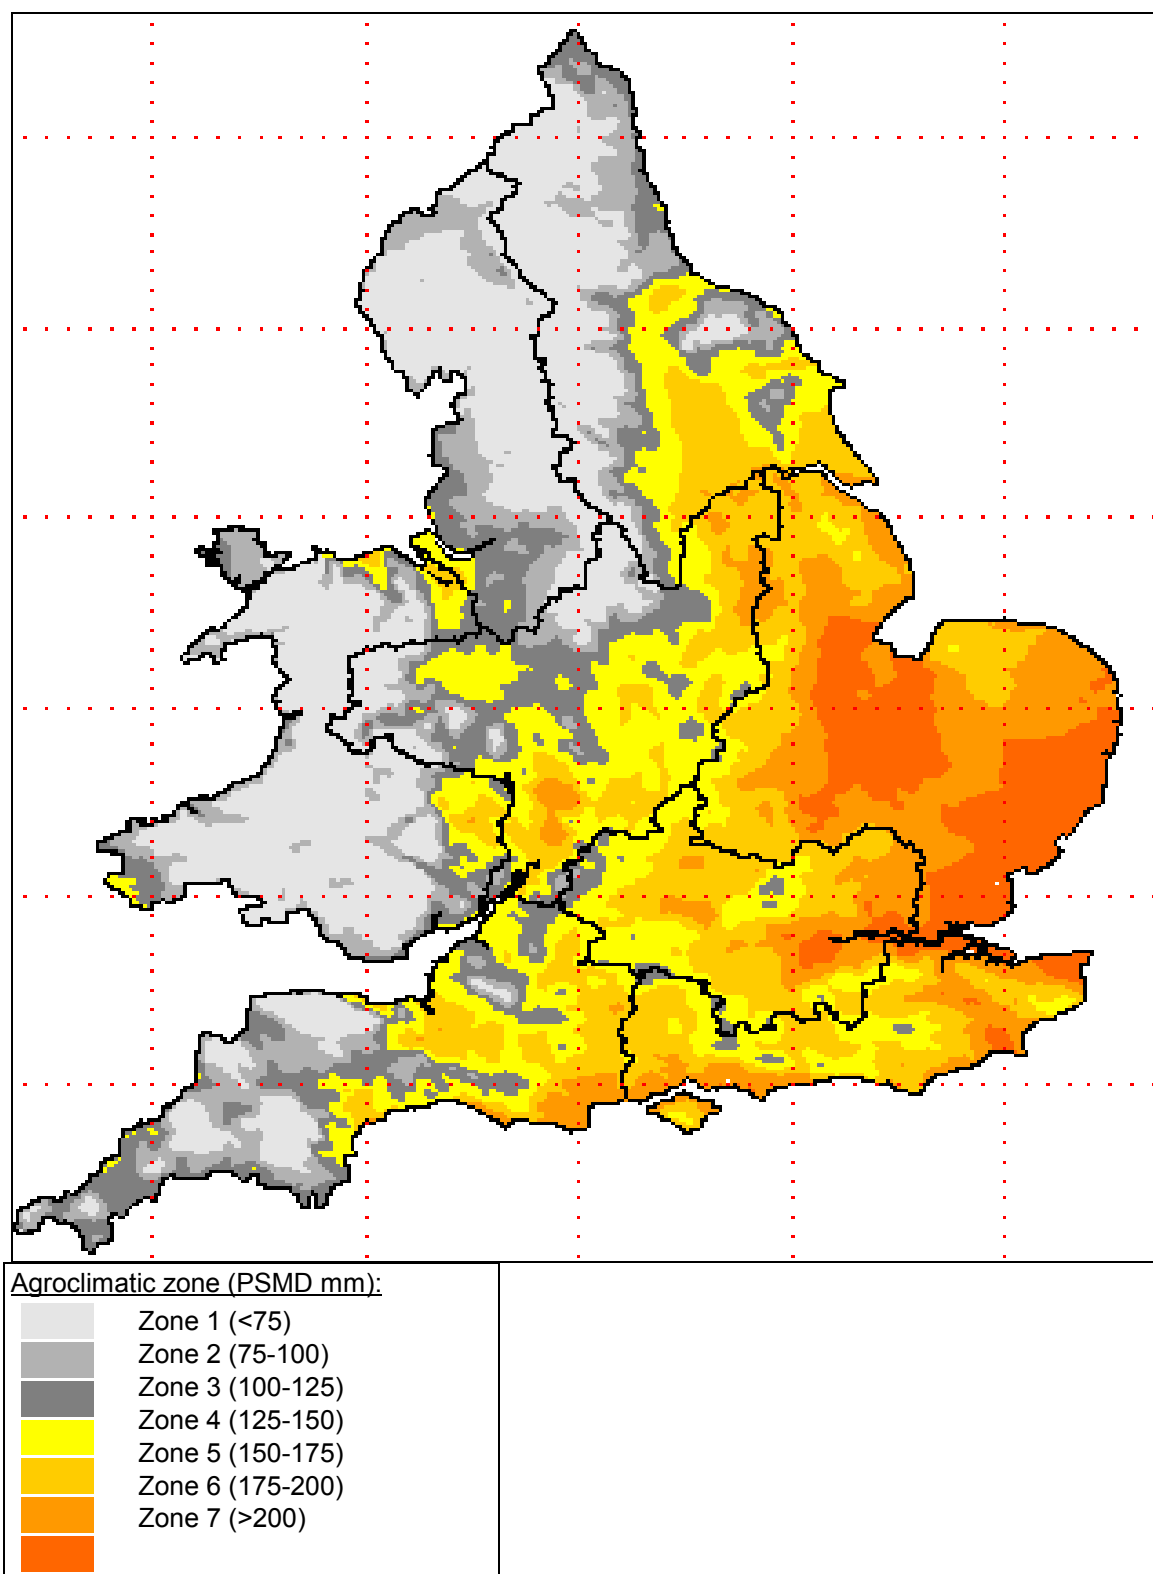 Agroclimatic zone (PSMD mm):
Zone 1 (<75)
Zone 2 (75-100)
Zone 3 (100-125)
Zone 4 (125-150)
Zone 5 (150-175)
Zone 6 (175-200)
Zone 7 (>200)